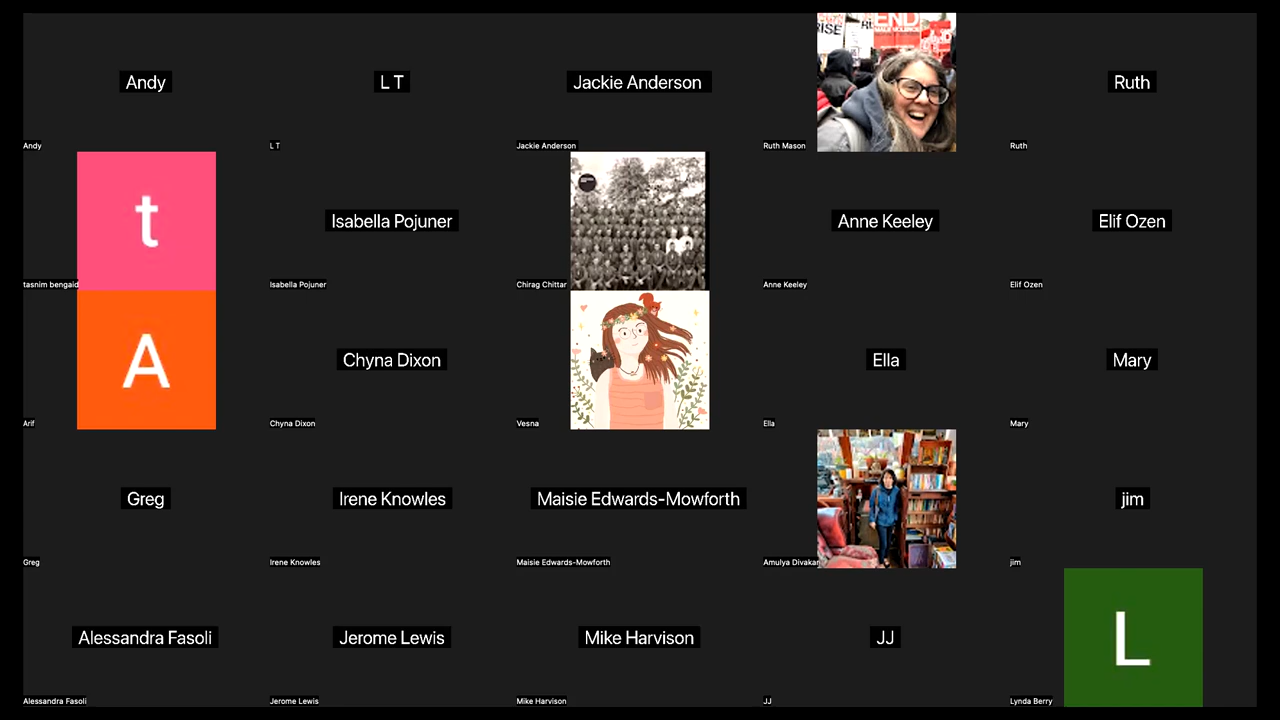 Andy
L T
Jackie Anderson
Ruth
RISE
END
Andy
L T
Jackie Anderson
Ruth Mason
Ruth
t
Isabella Pojuner
Anne Keeley
Elif Ozen
tasnim bengaid
Isabella Pojuner
Chirag Chittar
Anne Keeley
Elif Ozen
A
Chyna Dixon
Ella
Mary
Arif
Chyna Dixon
Vesna
Ella
Mary
Greg
Irene Knowles
Maisie Edwards-Mowforth
jim
Greg
Irene Knowles
Maisie Edwards-Mowforth
Amulya Divakar
jim
Alessandra Fasoli
Jerome Lewis
Mike Harvison
JJ
L
Alessandra Fasoli
Jerome Lewis
Mike Harvison
JJ
Lynda Berry